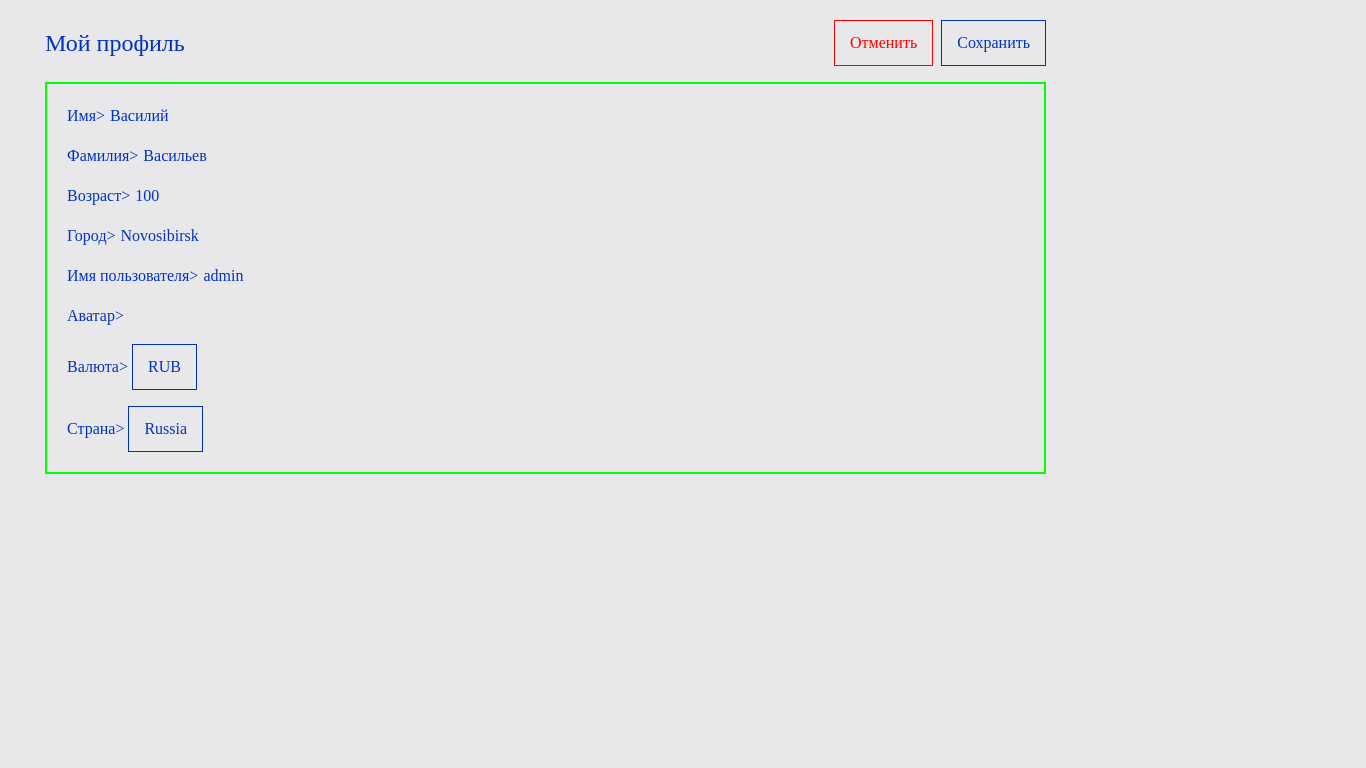 Мой профиль
Отменить
Сохранить
Имя> Василий
Фамилия> Васильев
Возраст> 100
Город> Novosibirsk
Имя пользователя> admin
Аватар>
Валюта> RUB
Страна> Russia